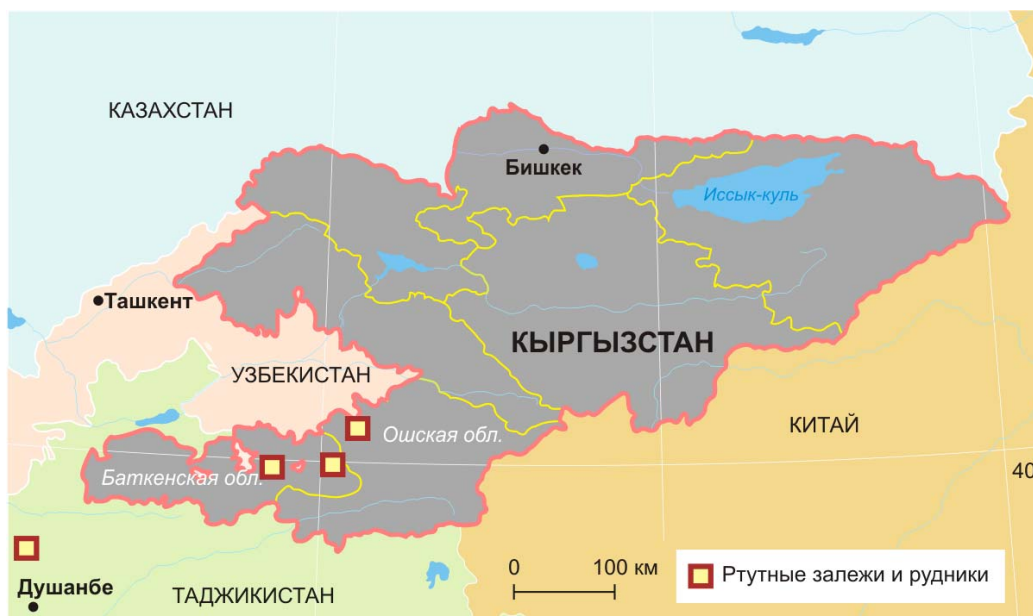 КАЗАХСТАН
Бишкек
Иссык-куль
Ташкент
КЫРГЫЗСТАН
УЗБЕКИСТАН
Ошская обл.
КИТАЙ
Баткенская обл.
40
0 100 км
Ртутные залежи и рудники
Душанбе
ТАДЖИКИСТАН